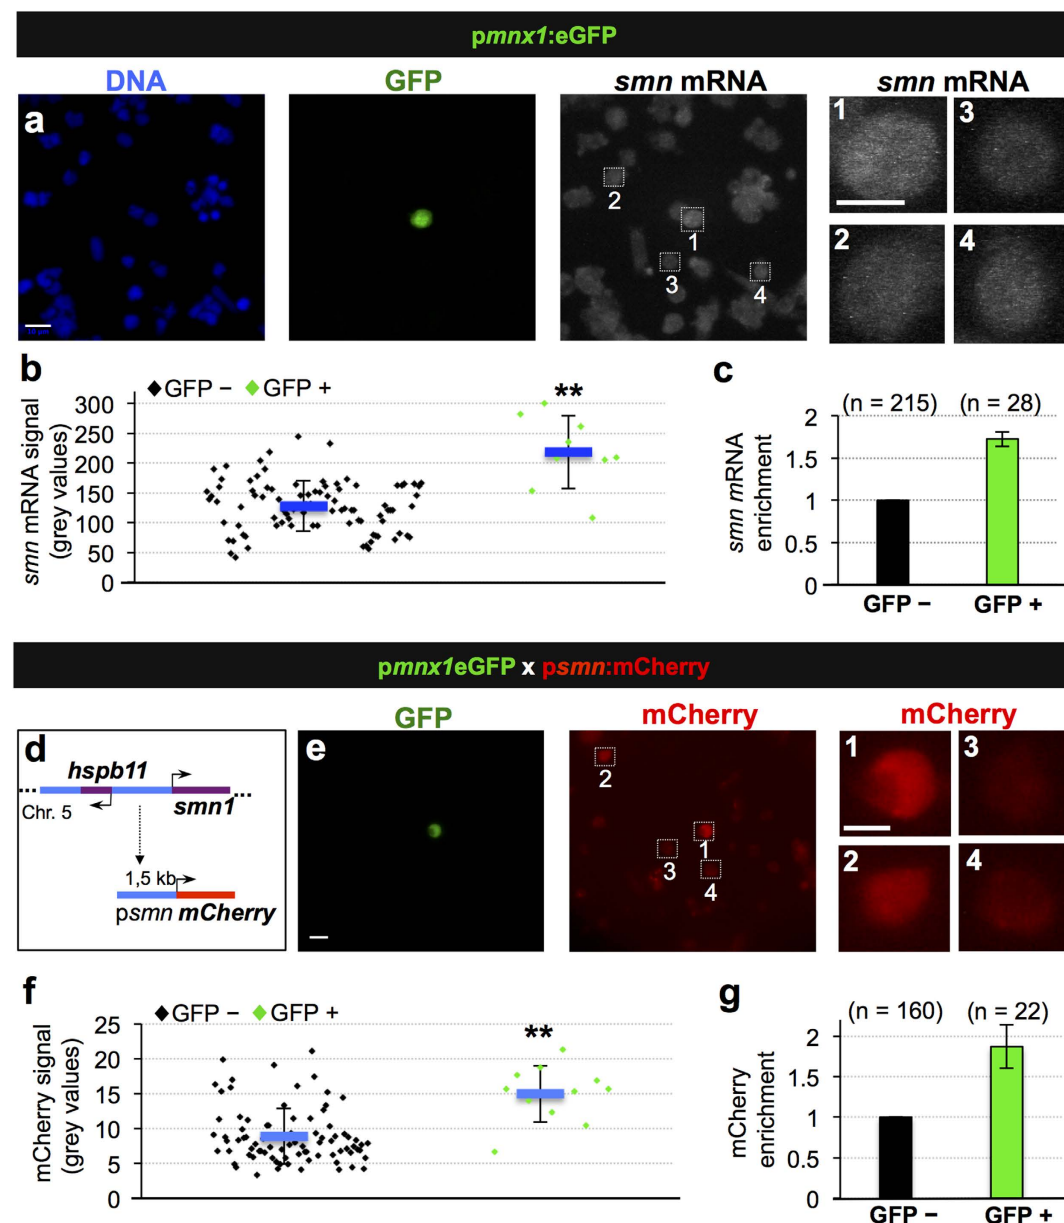 pmnx1:eGFP
DNA GFP smn mRNA smn mRNA
a
1 3
2
1
3 4
2 4
b GFP − GFP + ** c
(n = 215) (n = 28)
smn mRNA signal
(grey values)
300
250
200
150
100
50
0
smn mRNA
enrichment
2
1.5
1
0.5
0
GFP − GFP +
pmnx1eGFP x psmn:mCherry
GFP mCherry mCherry
d
hspb11
Chr. 5 smn1
1,5 kb
psmn mCherry
e
2
1
3
4
1 3
2 4
f GFP − GFP + ** g
(n = 160) (n = 22)
mCherry signal
(grey values)
25
20
15
10
5
0
mCherry
enrichment
2
1.5
1
0.5
0
GFP − GFP +